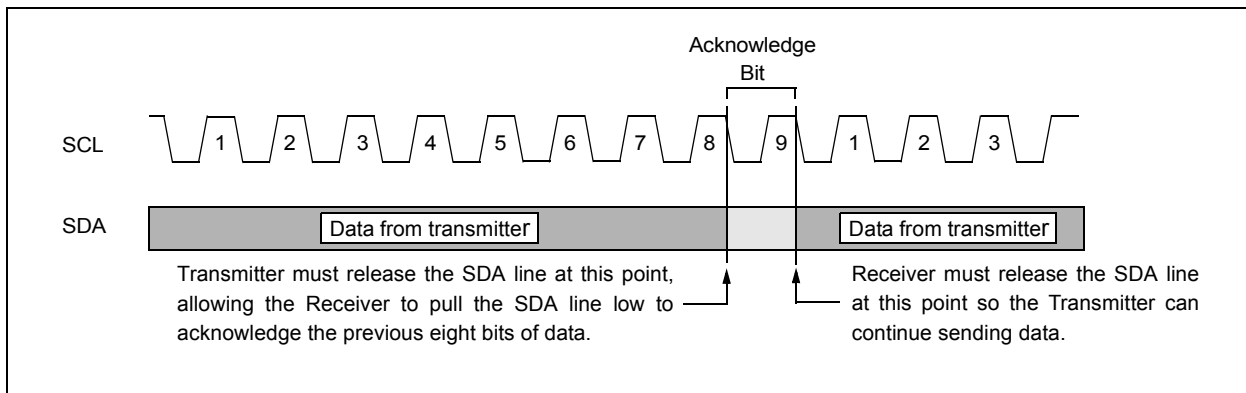 Acknowledge
Bit
SCL
1 2 3 4 5 6 7 8 9 1 2 3
SDA
Data from transmitter
Data from transmitter
Transmitter must release the SDA line at this point,
allowing the Receiver to pull the SDA line low to
acknowledge the previous eight bits of data.
Receiver must release the SDA line
at this point so the Transmitter can
continue sending data.